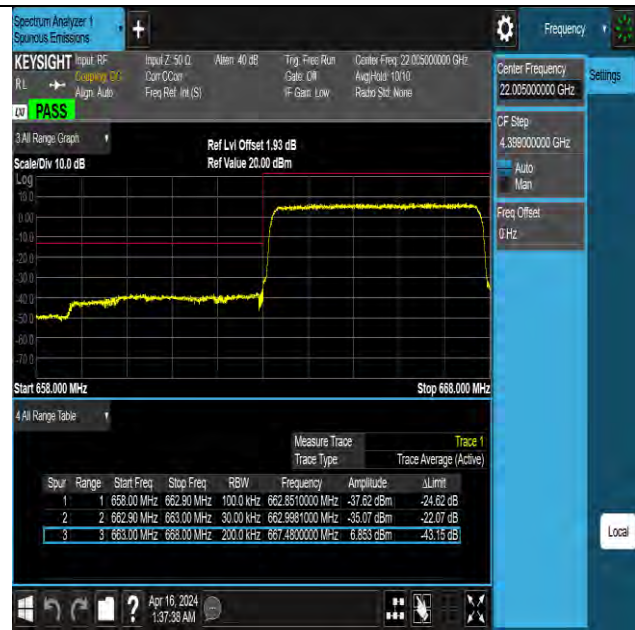 Spectrum Analyzer 1
Spurious Emissions
Frequency
KEYSIGHT Input: RF Input Z: 50 Ω Atten: 40 dB Trig: Free Run Center Freq: 22.005000000 GHz
RL Coupling: DC Corr CCorr Gate: Off Avg|Hold: 10/10
Align: Auto Freq Ref: Int (S) IF Gain: Low Radio Std: None
LXI PASS
Center Frequency
22.005000000 GHz
Settings
CF Step
4.399000000 GHz
Auto
Man
Freq Offset
0 Hz
3 All Range Graph
Ref Lvl Offset 1.93 dB
Scale/Div 10.0 dB Ref Value 20.00 dBm
Log
10.0
0.00
-10.0
-20.0
-30.0
-40.0
-50.0
-60.0
-70.0
Start 658.000 MHz Stop 668.000 MHz
4 All Range Table
Measure Trace Trace 1
Trace Type Trace Average (Active)
Spur Range Start Freq Stop Freq RBW Frequency Amplitude ΔLimit
1 1 658.00 MHz 662.90 MHz 100.0 kHz 662.8510000 MHz -37.62 dBm -24.62 dB
2 2 662.90 MHz 663.00 MHz 30.00 kHz 662.9981000 MHz -35.07 dBm -22.07 dB
3 3 663.00 MHz 668.00 MHz 200.0 kHz 667.4800000 MHz 6.853 dBm -43.15 dB
Local
? Apr 16, 2024
1:37:38 AM